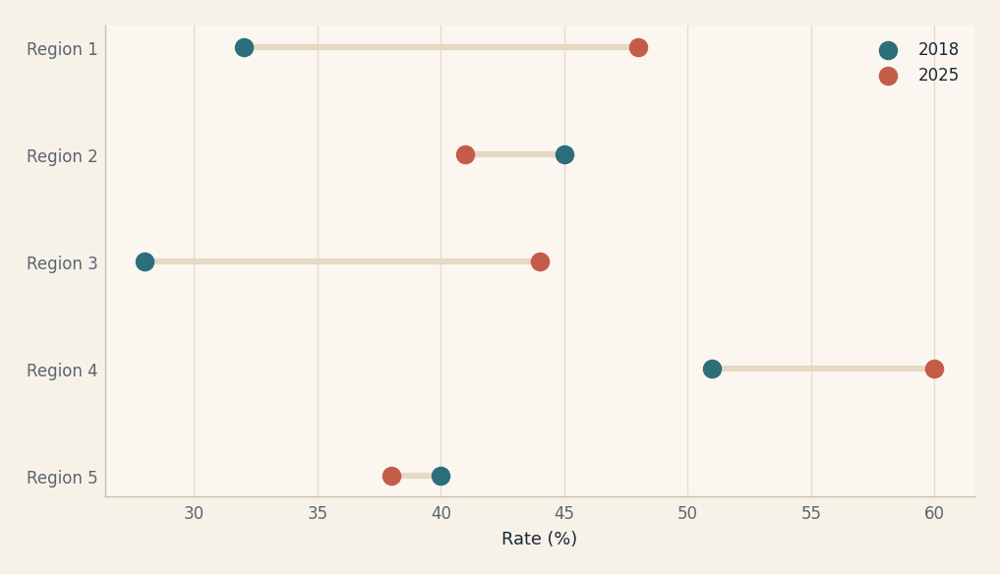 Region 1
Region 2
Region 3
Region 4
Region 5
2018
2025
30 35 40 45 50 55 60
Rate (%)